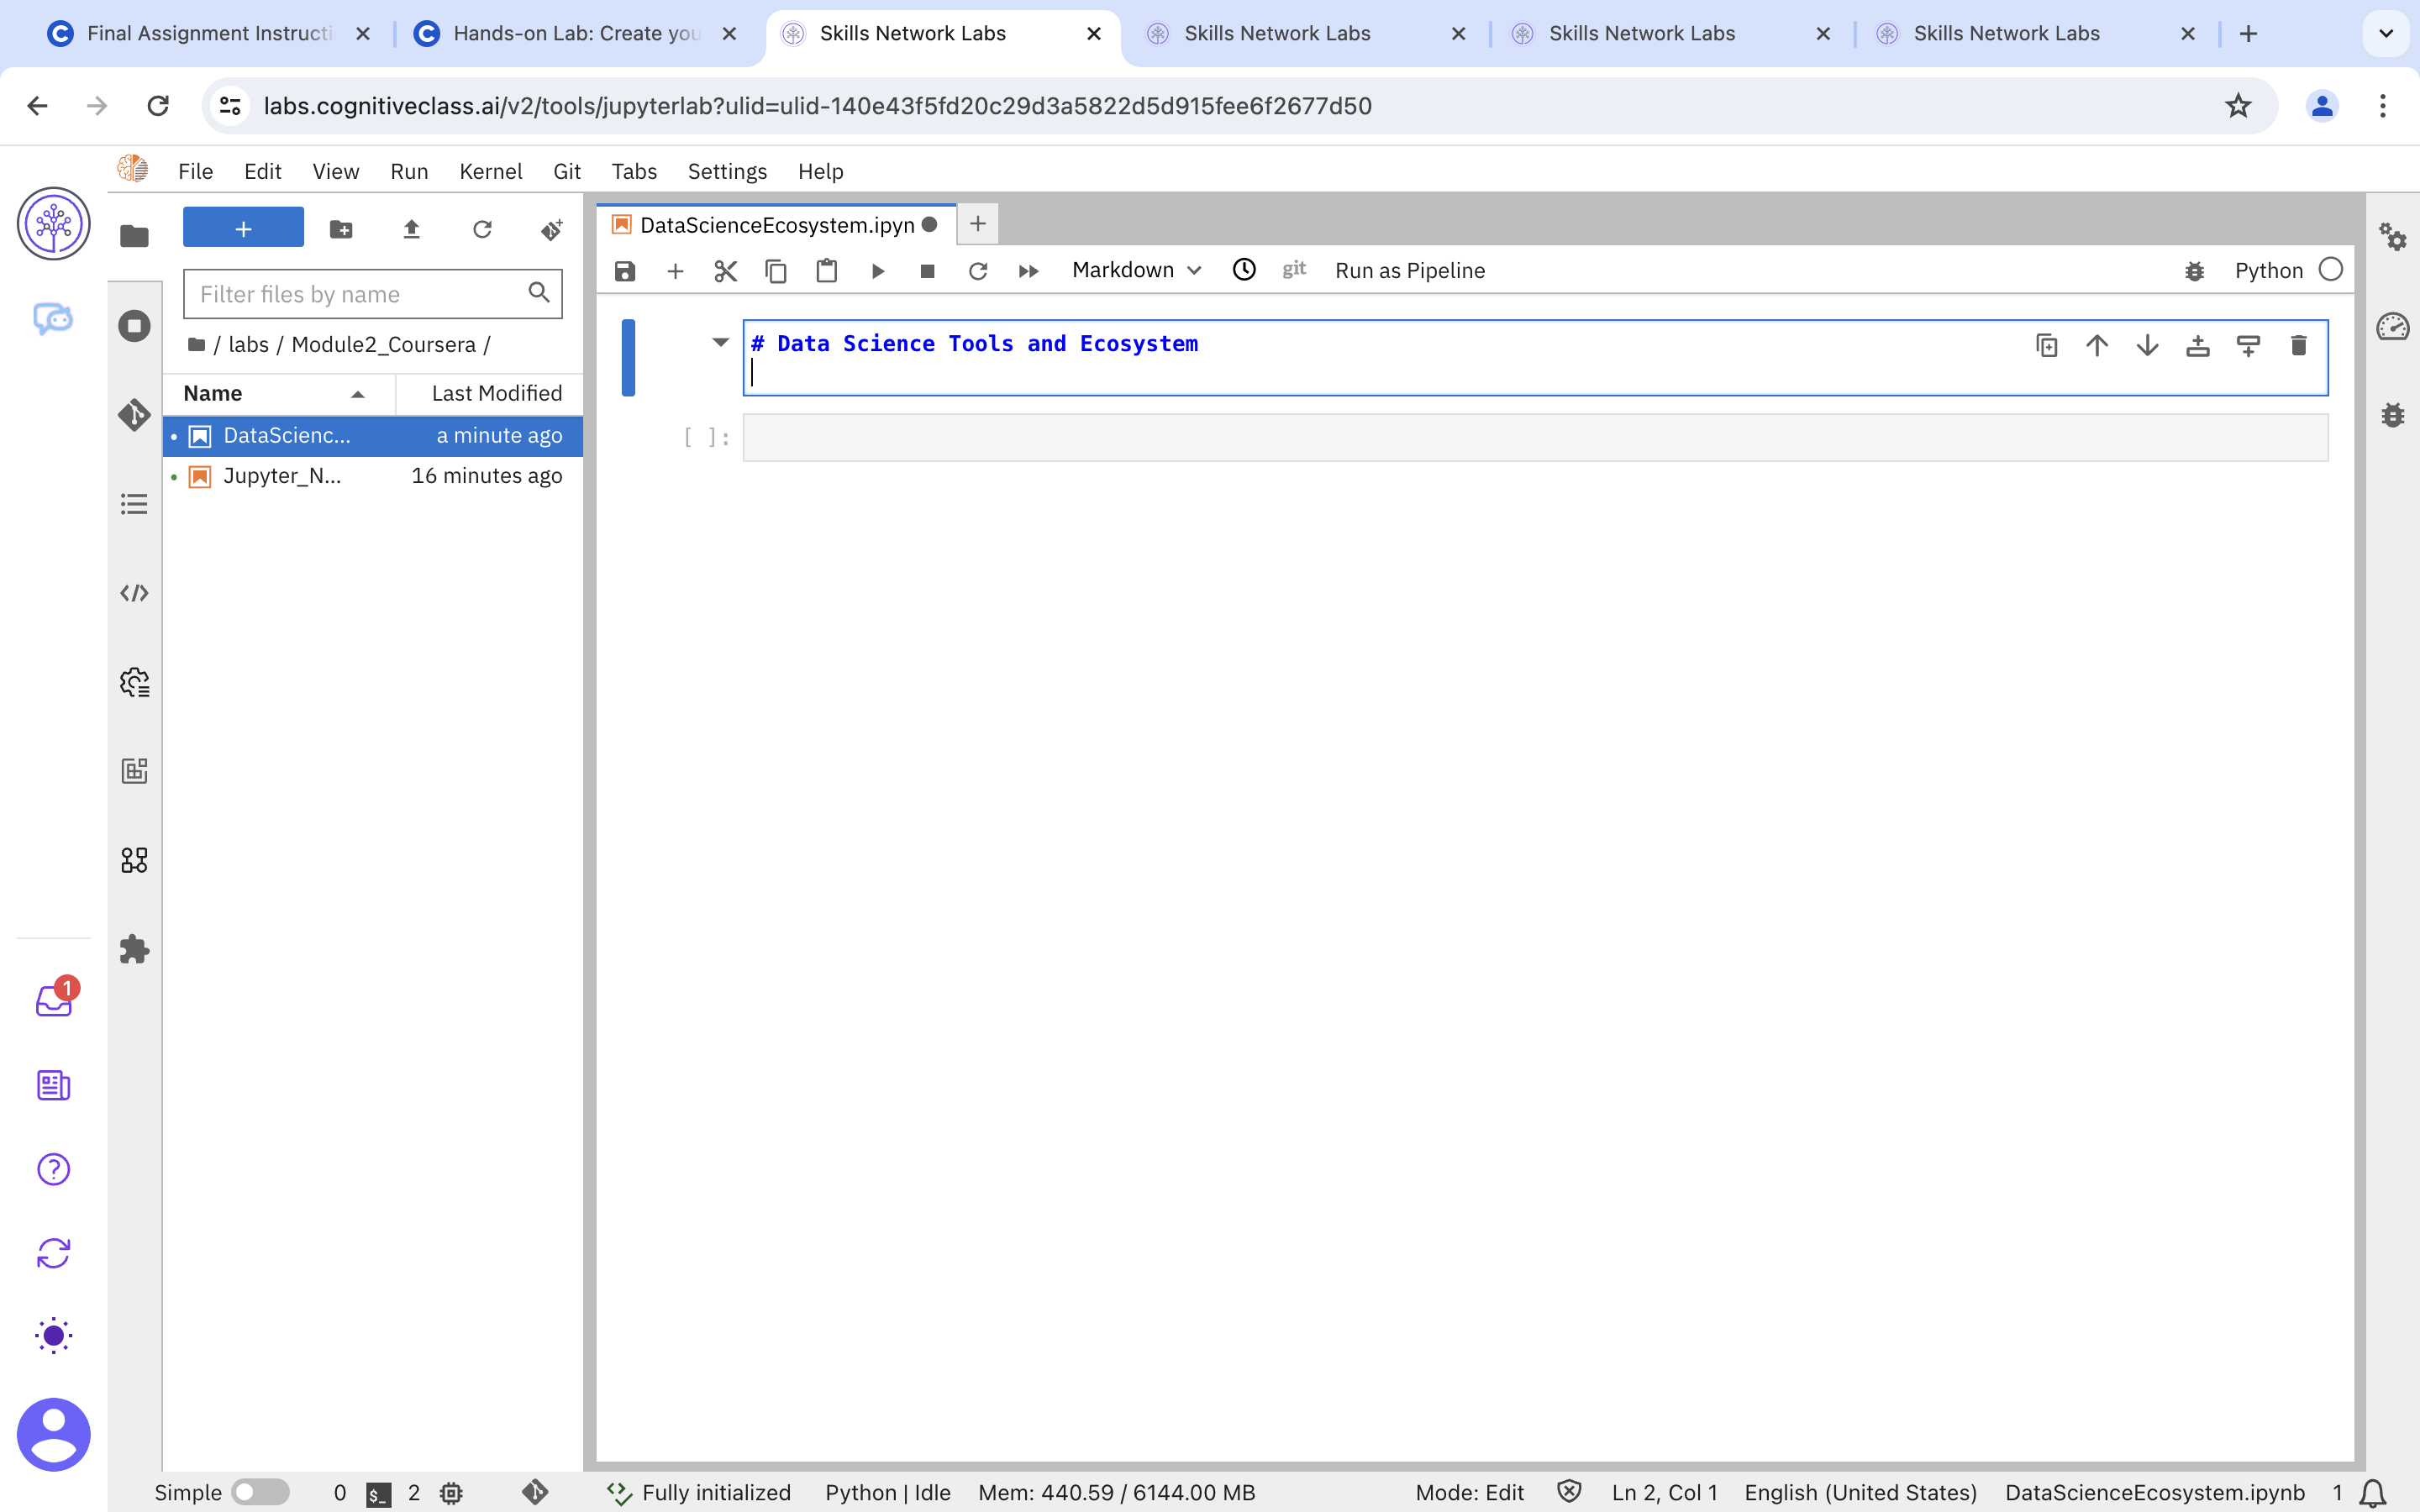 Final Assignment Instructi
Hands-on Lab: Create you
Skills Network Labs
Skills Network Labs
Skills Network Labs
Skills Network Labs
labs.cognitiveclass.ai/v2/tools/jupyterlab?ulid=ulid-140e43f5fd20c29d3a5822d5d915fee6f2677d50
File Edit View Run Kernel Git Tabs Settings Help
DataScienceEcosystem.ipyn
Markdown
git
Run as Pipeline
Python
Filter files by name
/ labs / Module2_Coursera /
Name
Last Modified
DataScienc...
a minute ago
Jupyter_N...
16 minutes ago
# Data Science Tools and Ecosystem
[ ]:
1
Simple
0
$_
2
Fully initialized
Python | Idle
Mem: 440.59 / 6144.00 MB
Mode: Edit
Ln 2, Col 1
English (United States)
DataScienceEcosystem.ipynb
1